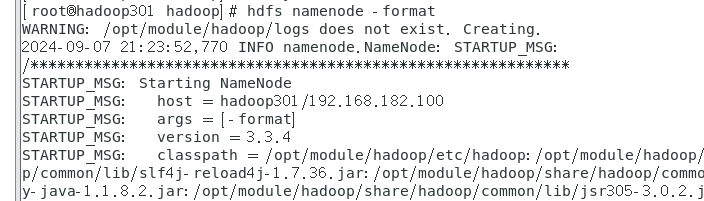 [root@hadoop301 hadoop]# hdfs namenode -format
WARNING: /opt/module/hadoop/logs does not exist. Creating.
2024-09-07 21:23:52,770 INFO namenode.NameNode: STARTUP_MSG:
/************************************************************
STARTUP_MSG: Starting NameNode
STARTUP_MSG:   host = hadoop301/192.168.182.100
STARTUP_MSG:   args = [-format]
STARTUP_MSG:   version = 3.3.4
STARTUP_MSG:   classpath = /opt/module/hadoop/etc/hadoop:/opt/module/hadoop/
p/common/lib/slf4j-reload4j-1.7.36.jar:/opt/module/hadoop/share/hadoop/commo
y-java-1.1.8.2.jar:/opt/module/hadoop/share/hadoop/common/lib/jsr305-3.0.2.j